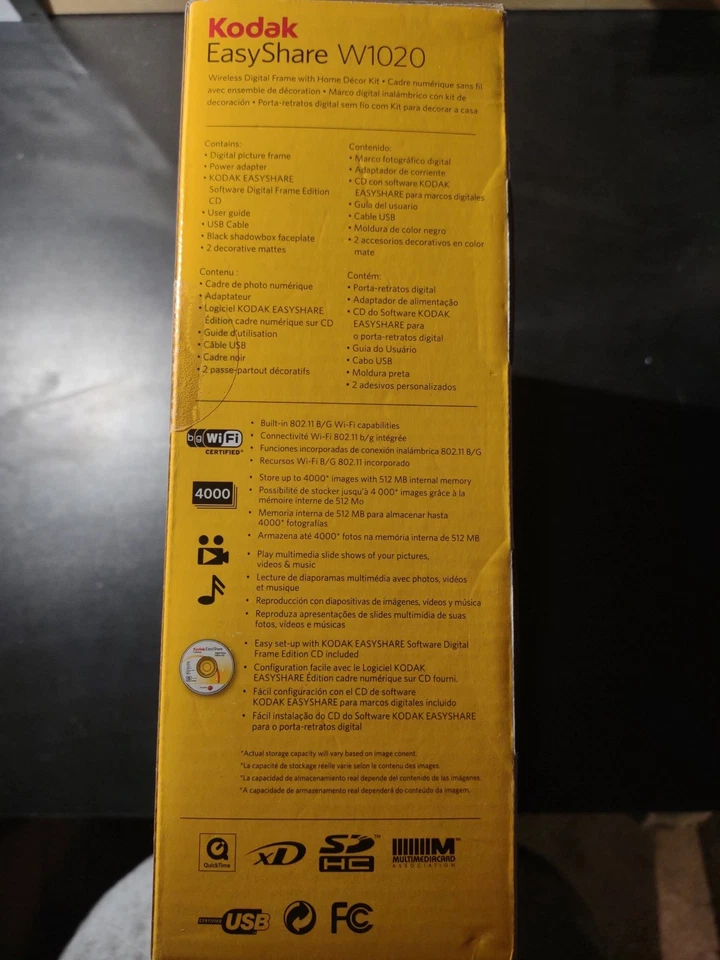 Kodak
EasyShare W1020
Wireless Digital Frame with Home Décor Kit • Cadre numérique sans fil
avec ensemble de décoration • Marco digital inalámbrico con kit de
decoración • Porta-retratos digital sem fio com Kit para decorar a casa
Contains:
• Digital picture frame
• Power adapter
• KODAK EASYSHARE
Software Digital Frame Edition
CD
• User guide
• USB Cable
• Black shadowbox faceplate
• 2 decorative mattes
Contenido:
• Marco fotográfico digital
• Adaptador de corriente
• CD con software KODAK
EASYSHARE para marcos digitales
• Guía del usuario
• Cable USB
• Moldura de color negro
• 2 accesorios decorativos en color
mate
Contenu :
• Cadre de photo numérique
• Adaptateur
• Logiciel KODAK EASYSHARE
Édition cadre numérique sur CD
• Guide d'utilisation
• Câble USB
• Cadre noir
• 2 passe-partout décoratifs
Contém:
• Porta-retratos digital
• Adaptador de alimentação
• CD do Software KODAK
EASYSHARE para
o porta-retratos digital
• Guia do Usuário
• Cabo USB
• Moldura preta
• 2 adesivos personalizados
b g Wi Fi
CERTIFIED
• Built-in 802.11 B/G Wi-Fi capabilities
• Connectivité Wi-Fi 802.11 b/g intégrée
• Funciones incorporadas de conexión inalámbrica 802.11 B/G
• Recursos Wi-Fi B/G 802.11 incorporado
4000
• Store up to 4000* images with 512 MB internal memory
• Possibilité de stocker jusqu'à 4 000* images grâce à la
mémoire interne de 512 Mo
• Memoria interna de 512 MB para almacenar hasta
4000* fotografías
• Armazena até 4000* fotos na memória interna de 512 MB
• Play multimedia slide shows of your pictures,
videos & music
• Lecture de diaporamas multimédia avec photos, vidéos
et musique
• Reproducción con diapositivas de imágenes, vídeos y música
• Reproduza apresentações de slides multimídia de suas
fotos, vídeos e músicas
Kodak EasyShare
• Easy set-up with KODAK EASYSHARE Software Digital
Frame Edition CD included
• Configuration facile avec le Logiciel KODAK
EASYSHARE Édition cadre numérique sur CD fourni.
• Fácil configuración con el CD de software
KODAK EASYSHARE para marcos digitales incluido
• Fácil instalação do CD do Software KODAK EASYSHARE
para o porta-retratos digital
*Actual storage capacity will vary based on image conent.
*La capacité de stockage réelle varie selon le contenu des images.
*La capacidad de almacenamiento real depende del contenido de las imágenes.
*A capacidade de armazenamento real dependerá do conteúdo da imagem.
QuickTime
xD
SD HC™
M™
MULTIMEDIACARD
ASSOCIATION
CERTIFIED USB
FC